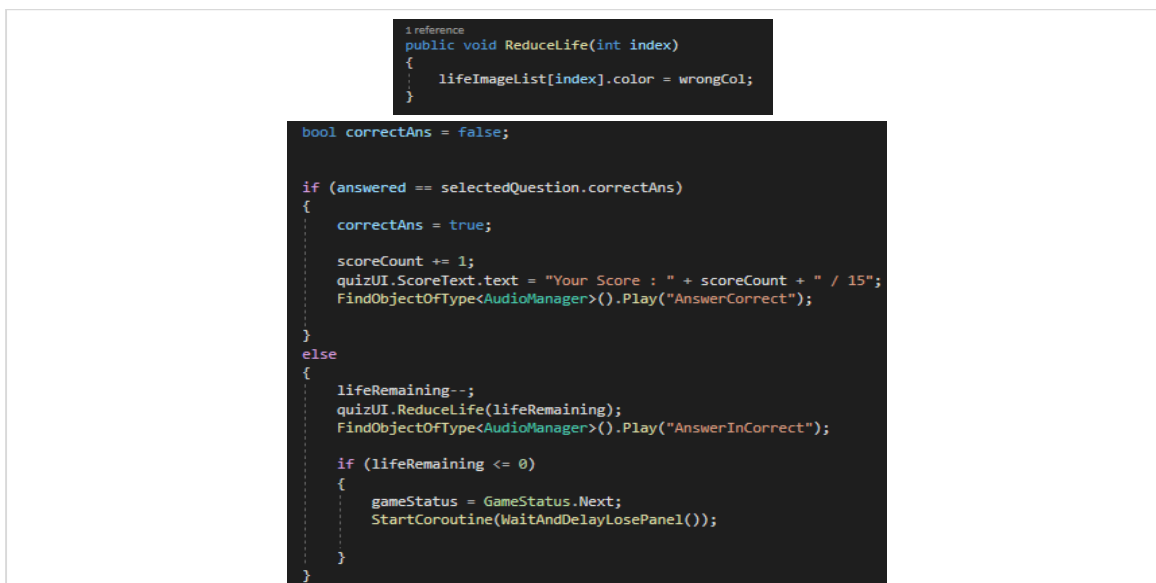 1 reference
public void ReduceLife(int index)
{
lifeImageList[index].color = wrongCol;
}
bool correctAns = false;
if (answered == selectedQuestion.correctAns)
{
correctAns = true;
scoreCount += 1;
quizUI.ScoreText.text = "Your Score : " + scoreCount + " / 15";
FindObjectOfType<AudioManager>().Play("AnswerCorrect");
}
else
{
lifeRemaining--;
quizUI.ReduceLife(lifeRemaining);
FindObjectOfType<AudioManager>().Play("AnswerInCorrect");
if (lifeRemaining <= 0)
{
gameStatus = GameStatus.Next;
StartCoroutine(WaitAndDelayLosePanel());
}
}